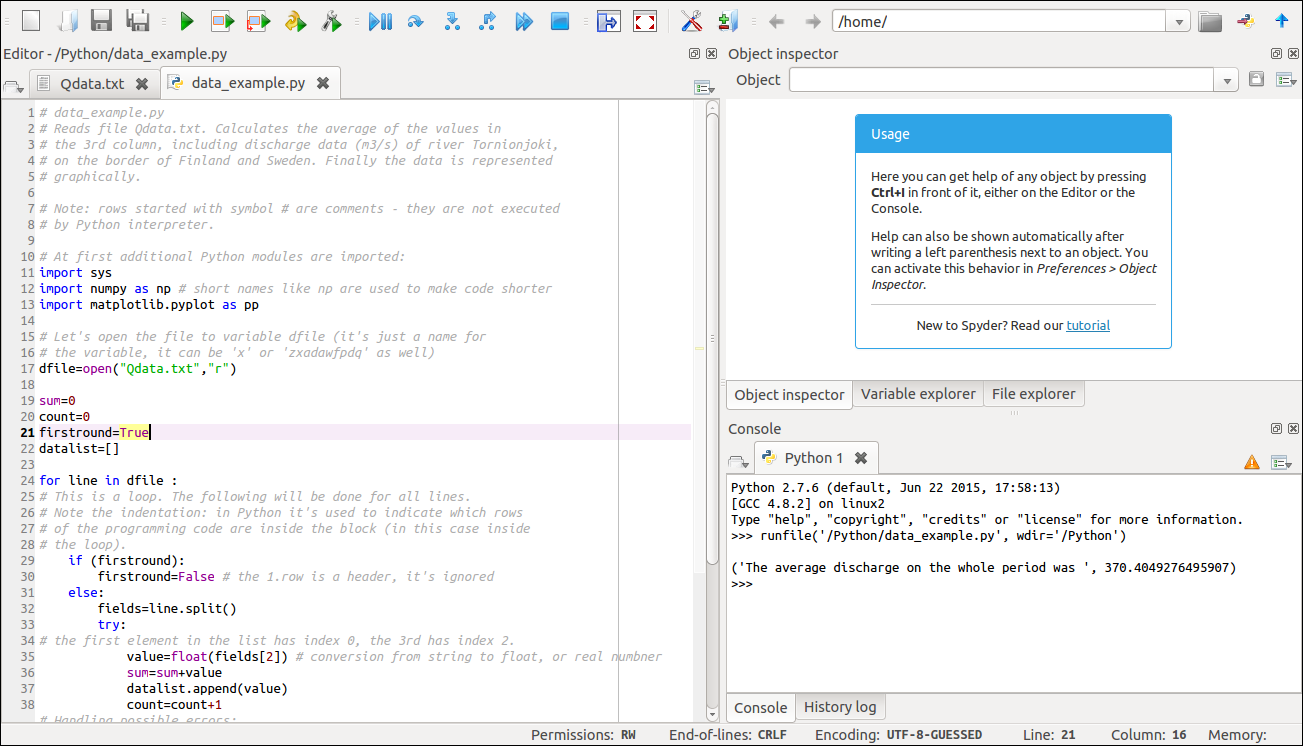 /home/
Editor - /Python/data_example.py
Qdata.txt
data_example.py
1 # data_example.py
2 # Reads file Qdata.txt. Calculates the average of the values in
3 # the 3rd column, including discharge data (m3/s) of river Tornionjoki,
4 # on the border of Finland and Sweden. Finally the data is represented
5 # graphically.
6
7 # Note: rows started with symbol # are comments - they are not executed
8 # by Python interpreter.
9
10 # At first additional Python modules are imported:
11 import sys
12 import numpy as np # short names like np are used to make code shorter
13 import matplotlib.pyplot as pp
14
15 # Let's open the file to variable dfile (it's just a name for
16 # the variable, it can be 'x' or 'zxadawfpdq' as well)
17 dfile=open("Qdata.txt","r")
18
19 sum=0
20 count=0
21 firstround=True
22 datalist=[]
23
24 for line in dfile :
25 # This is a loop. The following will be done for all lines.
26 # Note the indentation: in Python it's used to indicate which rows
27 # of the programming code are inside the block (in this case inside
28 # the loop).
29     if (firstround):
30         firstround=False # the 1.row is a header, it's ignored
31     else:
32         fields=line.split()
33         try:
34 # the first element in the list has index 0, the 3rd has index 2.
35             value=float(fields[2]) # conversion from string to float, or real numbner
36             sum=sum+value
37             datalist.append(value)
38             count=count+1
# Handling possible errors:
Object inspector
Object
Usage
Here you can get help of any object by pressing
Ctrl+I in front of it, either on the Editor or the
Console.
Help can also be shown automatically after
writing a left parenthesis next to an object. You
can activate this behavior in Preferences > Object
Inspector.
New to Spyder? Read our tutorial
Object inspector
Variable explorer
File explorer
Console
Python 1
Python 2.7.6 (default, Jun 22 2015, 17:58:13)
[GCC 4.8.2] on linux2
Type "help", "copyright", "credits" or "license" for more information.
>>> runfile('/Python/data_example.py', wdir='/Python')
('The average discharge on the whole period was ', 370.4049276495907)
>>>
Console
History log
Permissions: RW
End-of-lines: CRLF
Encoding: UTF-8-GUESSED
Line: 21
Column: 16
Memory: